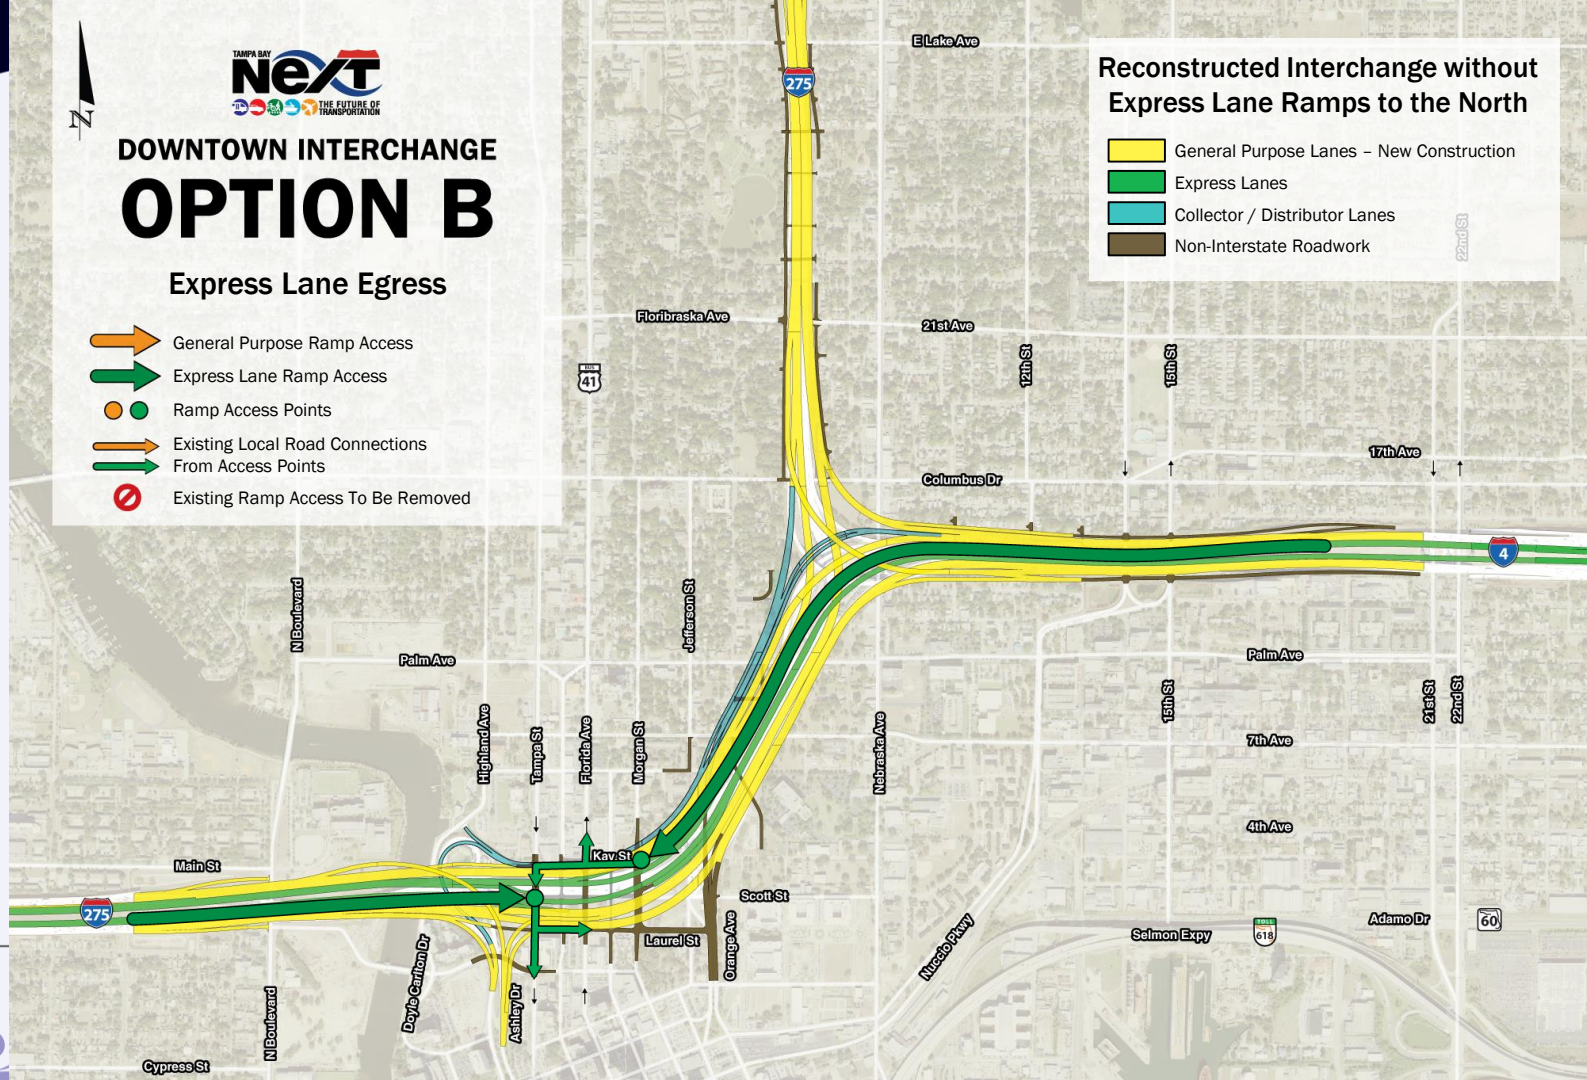 TAMPA BAY
NeXT
THE FUTURE OF
TRANSPORTATION
N
DOWNTOWN INTERCHANGE
OPTION B
Express Lane Egress
General Purpose Ramp Access
Express Lane Ramp Access
Ramp Access Points
Existing Local Road Connections
From Access Points
Existing Ramp Access To Be Removed
Reconstructed Interchange without
Express Lane Ramps to the North
General Purpose Lanes – New Construction
Express Lanes
Collector / Distributor Lanes
Non-Interstate Roadwork
E Lake Ave
275
22nd St
Floribraska Ave
21st Ave
41
12th St
15th St
17th Ave
Columbus Dr
4
N Boulevard
Jefferson St
Palm Ave
Palm Ave
15th St
21st St
22nd St
Highland Ave
Tampa St
Florida Ave
Morgan St
Nebraska Ave
7th Ave
4th Ave
Main St
Kay St
Scott St
275
Laurel St
Orange Ave
Nuccio Pkwy
Selmon Expy
TOLL
618
Adamo Dr
60
Doyle Carlton Dr
Ashley Dr
N Boulevard
Cypress St